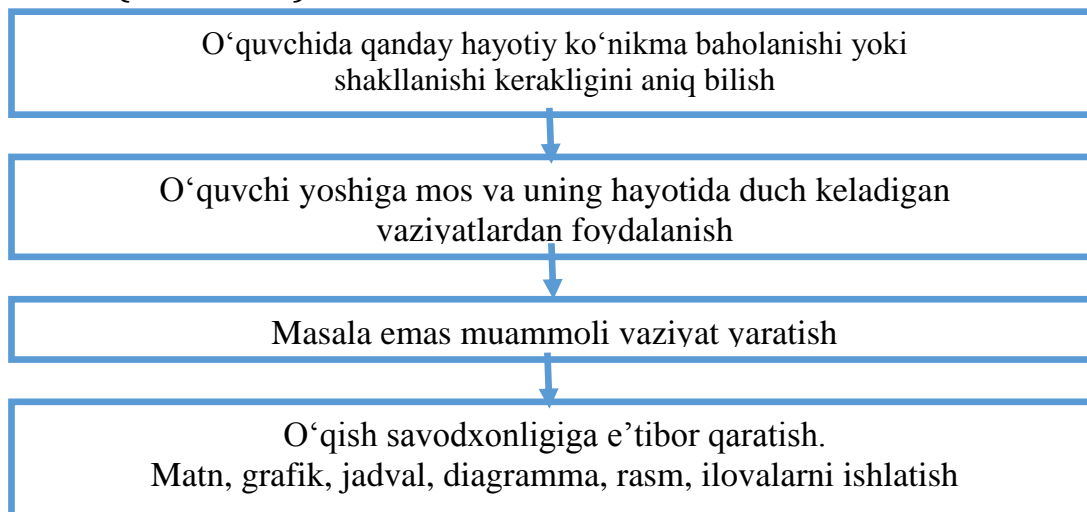 O‘quvchida qanday hayotiy ko‘nikma baholanishi yoki
shakllanishi kerakligini aniq bilish
O‘quvchi yoshiga mos va uning hayotida duch keladigan
vaziyatlardan foydalanish
Masala emas muammoli vaziyat yaratish
O‘qish savodxonligiga e’tibor qaratish.
Matn, grafik, jadval, diagramma, rasm, ilovalarni ishlatish